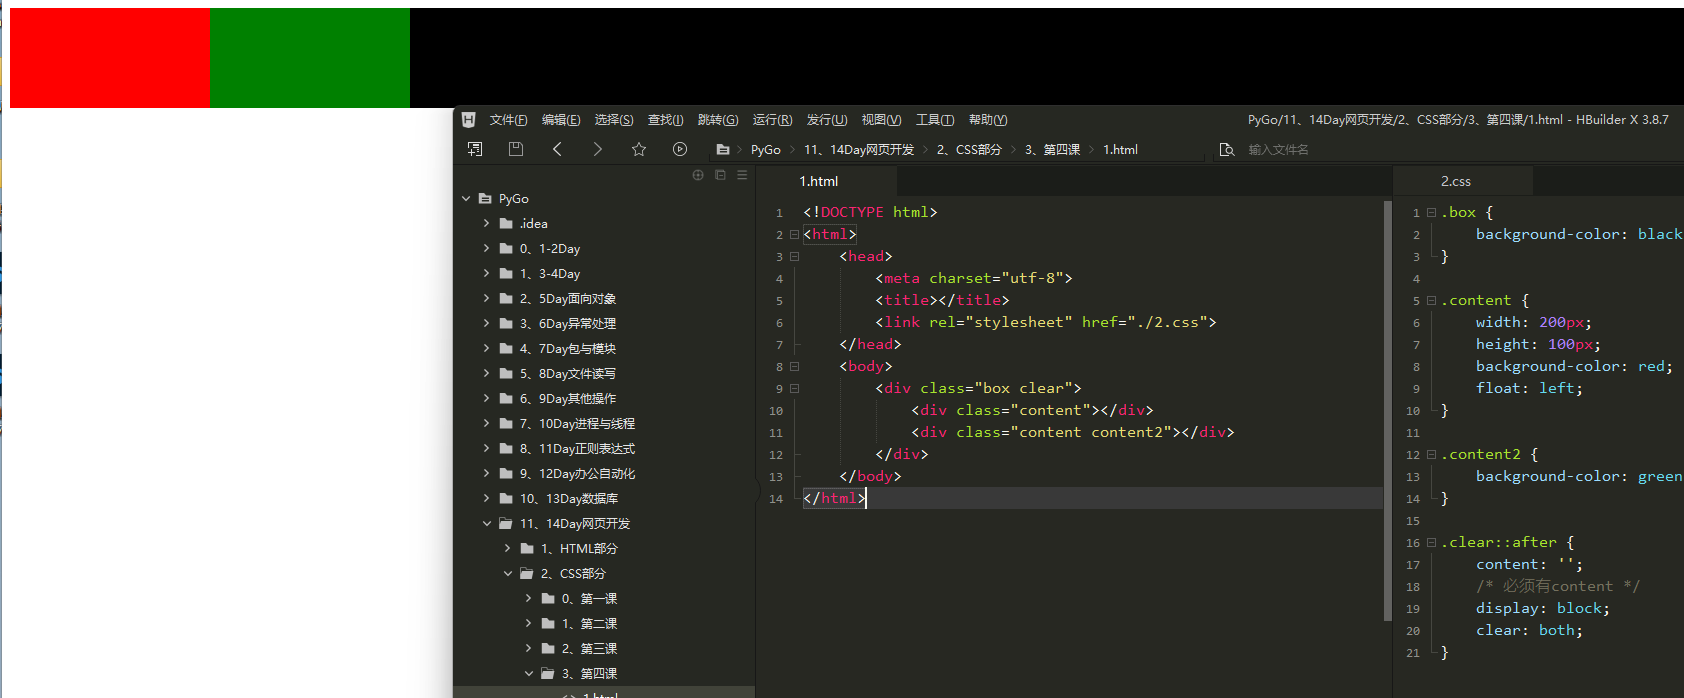 文件(F) 编辑(E) 选择(S) 查找(I) 跳转(G) 运行(R) 发行(U) 视图(V) 工具(T) 帮助(Y) PyGo/11、14Day网页开发/2、CSS部分/3、第四课/1.html - HBuilder X 3.8.7
PyGo 11、14Day网页开发 2、CSS部分 3、第四课 1.html 输入文件名
PyGo
.idea
0、1-2Day
1、3-4Day
2、5Day面向对象
3、6Day异常处理
4、7Day包与模块
5、8Day文件读写
6、9Day其他操作
7、10Day进程与线程
8、11Day正则表达式
9、12Day办公自动化
10、13Day数据库
11、14Day网页开发
1、HTML部分
2、CSS部分
0、第一课
1、第二课
2、第三课
3、第四课
1.html
1.html
1 <!DOCTYPE html>
2 <html>
3 <head>
4 <meta charset="utf-8">
5 <title></title>
6 <link rel="stylesheet" href="./2.css">
7 </head>
8 <body>
9 <div class="box clear">
10 <div class="content"></div>
11 <div class="content content2"></div>
12 </div>
13 </body>
14 </html>
2.css
1 .box {
2 background-color: black
3 }
4
5 .content {
6 width: 200px;
7 height: 100px;
8 background-color: red;
9 float: left;
10 }
11
12 .content2 {
13 background-color: green
14 }
15
16 .clear::after {
17 content: '';
18 /* 必须有content */
19 display: block;
20 clear: both;
21 }